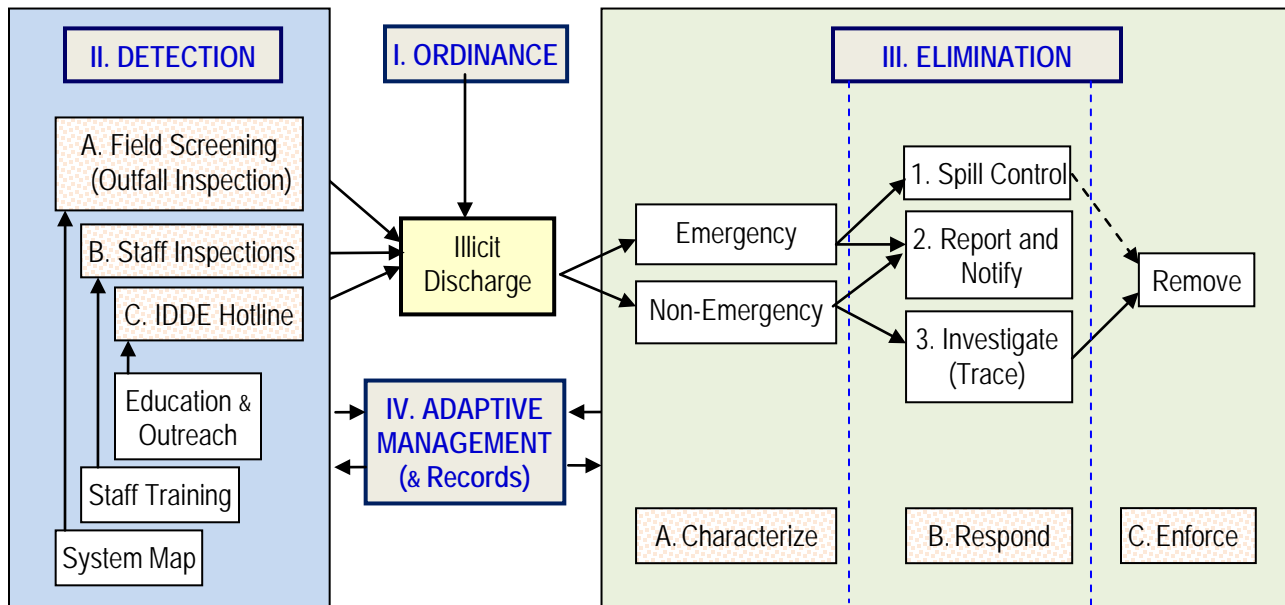 II. DETECTION
I. ORDINANCE
III. ELIMINATION
A. Field Screening
(Outfall Inspection)
B. Staff Inspections
C. IDDE Hotline
Education &
Outreach
Staff Training
System Map
Illicit
Discharge
IV. ADAPTIVE
MANAGEMENT
(& Records)
Emergency
Non-Emergency
1. Spill Control
2. Report and
Notify
3. Investigate
(Trace)
Remove
A. Characterize
B. Respond
C. Enforce